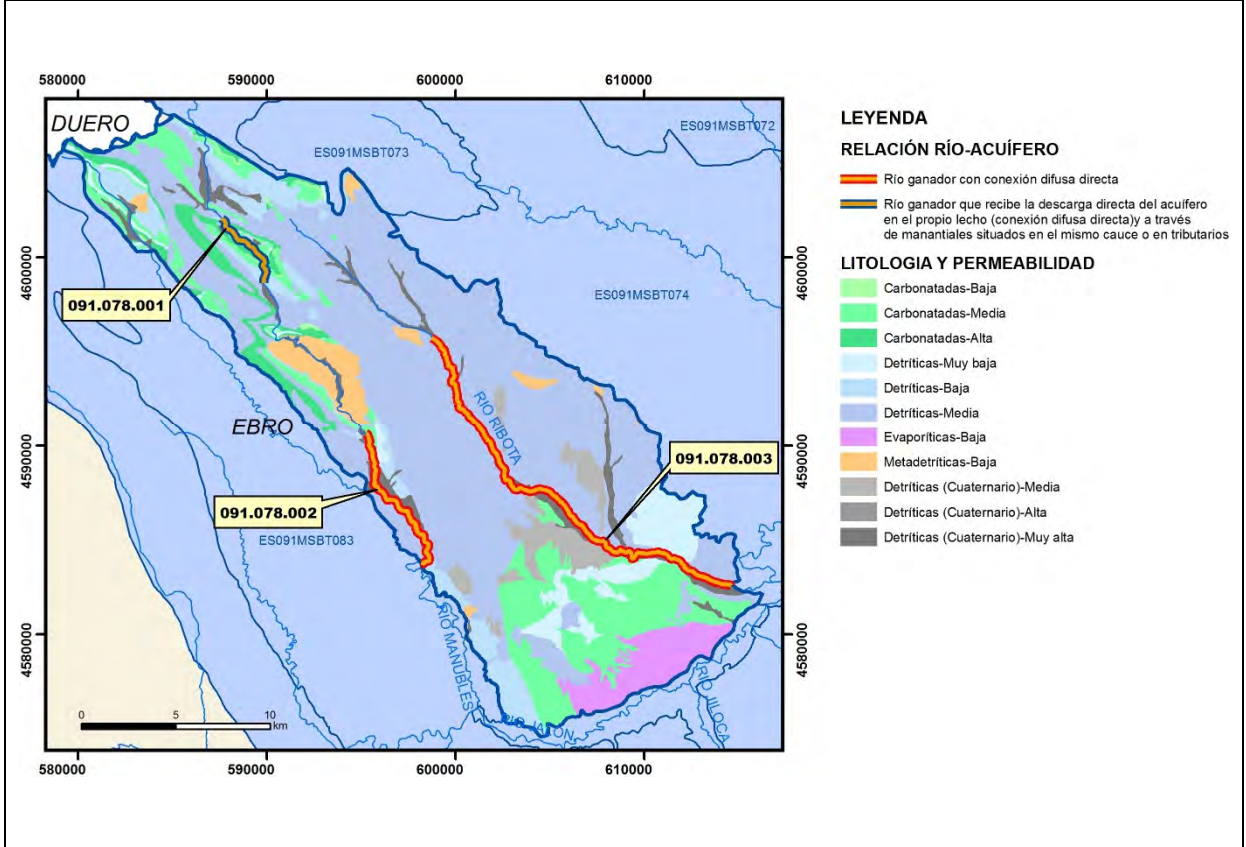 580000
590000
600000
610000
DUERO
ES091MSBT072
ES091MSBT073
4600000
4600000
ES091MSBT074
091.078.001
RIO RIBOTA
EBRO
4590000
4590000
091.078.003
091.078.002
ES091MSBT083
RIO MANUBLES
4580000
4580000
RIO JILOCA
RIO JALON
0 5 10
km
580000
590000
600000
610000
LEYENDA
RELACIÓN RÍO-ACUÍFERO
Río ganador con conexión difusa directa
Río ganador que recibe la descarga directa del acuífero
en el propio lecho (conexión difusa directa)y a través
de manantiales situados en el mismo cauce o en tributarios
LITOLOGIA Y PERMEABILIDAD
Carbonatadas-Baja
Carbonatadas-Media
Carbonatadas-Alta
Detríticas-Muy baja
Detríticas-Baja
Detríticas-Media
Evaporíticas-Baja
Metadetríticas-Baja
Detríticas (Cuaternario)-Media
Detríticas (Cuaternario)-Alta
Detríticas (Cuaternario)-Muy alta